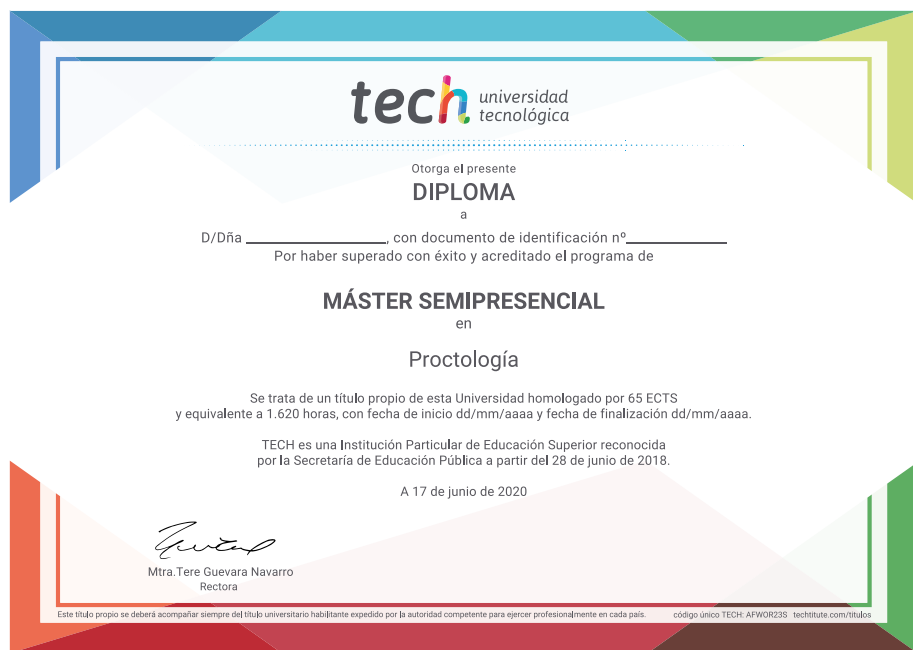 tech universidad
tecnológica
Otorga el presente
DIPLOMA
a
D/Dña ____________________, con documento de identificación nº______________
Por haber superado con éxito y acreditado el programa de
MÁSTER SEMIPRESENCIAL
en
Proctología
Se trata de un título propio de esta Universidad homologado por 65 ECTS
y equivalente a 1.620 horas, con fecha de inicio dd/mm/aaaa y fecha de finalización dd/mm/aaaa.
TECH es una Institución Particular de Educación Superior reconocida
por la Secretaría de Educación Pública a partir del 28 de junio de 2018.
A 17 de junio de 2020
Mtra.Tere Guevara Navarro
Rectora
Este título propio se deberá acompañar siempre del título universitario habilitante expedido por la autoridad competente para ejercer profesionalmente en cada país. código único TECH: AFWOR23S techtitute.com/titulos